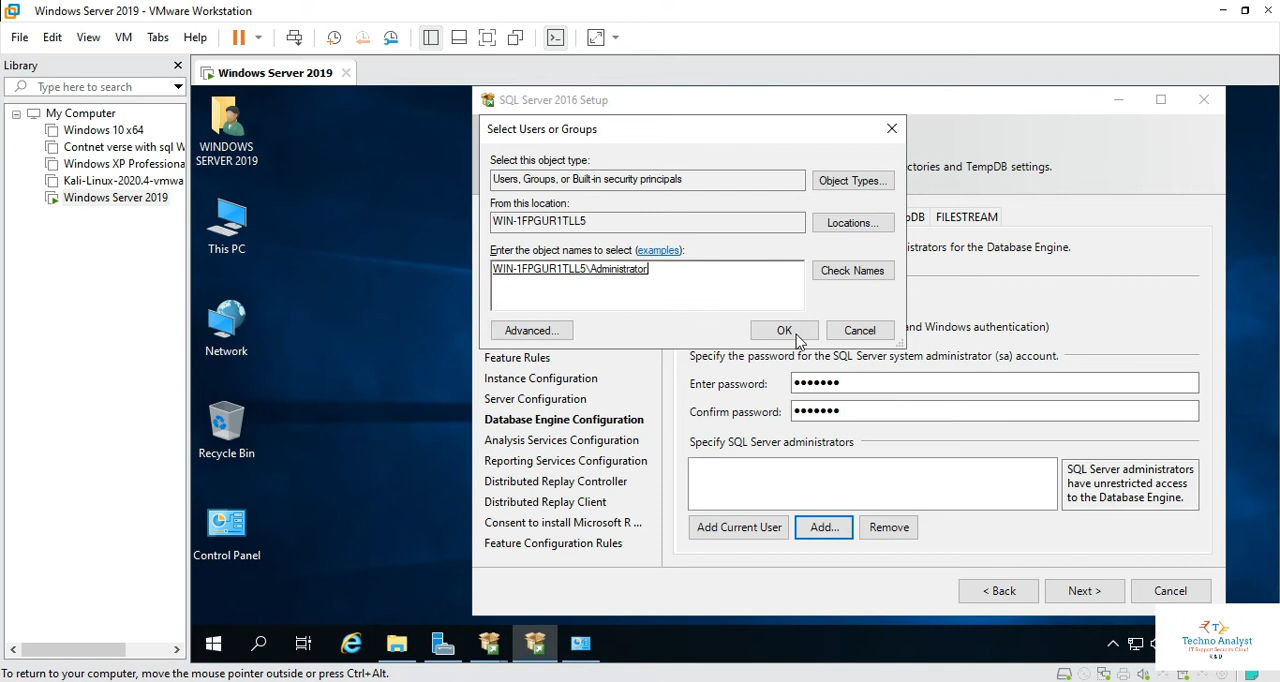 Windows Server 2019 - VMware Workstation
File Edit View VM Tabs Help
Library
Type here to search
My Computer
Windows 10 x64
Contnet verse with sql W
Windows XP Professiona
Kali-Linux-2020.4-vmwa
Windows Server 2019
Windows Server 2019
WINDOWS
SERVER 2019
This PC
Network
Recycle Bin
Control Panel
SQL Server 2016 Setup
ectories and TempDB settings.
Select Users or Groups
Select this object type:
Users, Groups, or Built-in security principals
Object Types...
From this location:
WIN-1FPGUR1TLL5
Locations...
Enter the object names to select (examples):
WIN-1FPGUR1TLL5\Administrator
Check Names
Advanced...
OK
Cancel
pDB FILESTREAM
istrators for the Database Engine.
and Windows authentication)
Feature Rules
Instance Configuration
Server Configuration
Database Engine Configuration
Analysis Services Configuration
Reporting Services Configuration
Distributed Replay Controller
Distributed Replay Client
Consent to install Microsoft R ...
Feature Configuration Rules
Specify the password for the SQL Server system administrator (sa) account.
Enter password: •••••••
Confirm password: •••••••
Specify SQL Server administrators
SQL Server administrators
have unrestricted access
to the Database Engine.
Add Current User
Add...
Remove
< Back
Next >
Cancel
Techno Analyst
IT Support Security Cloud
R&D
To return to your computer, move the mouse pointer outside or press Ctrl+Alt.